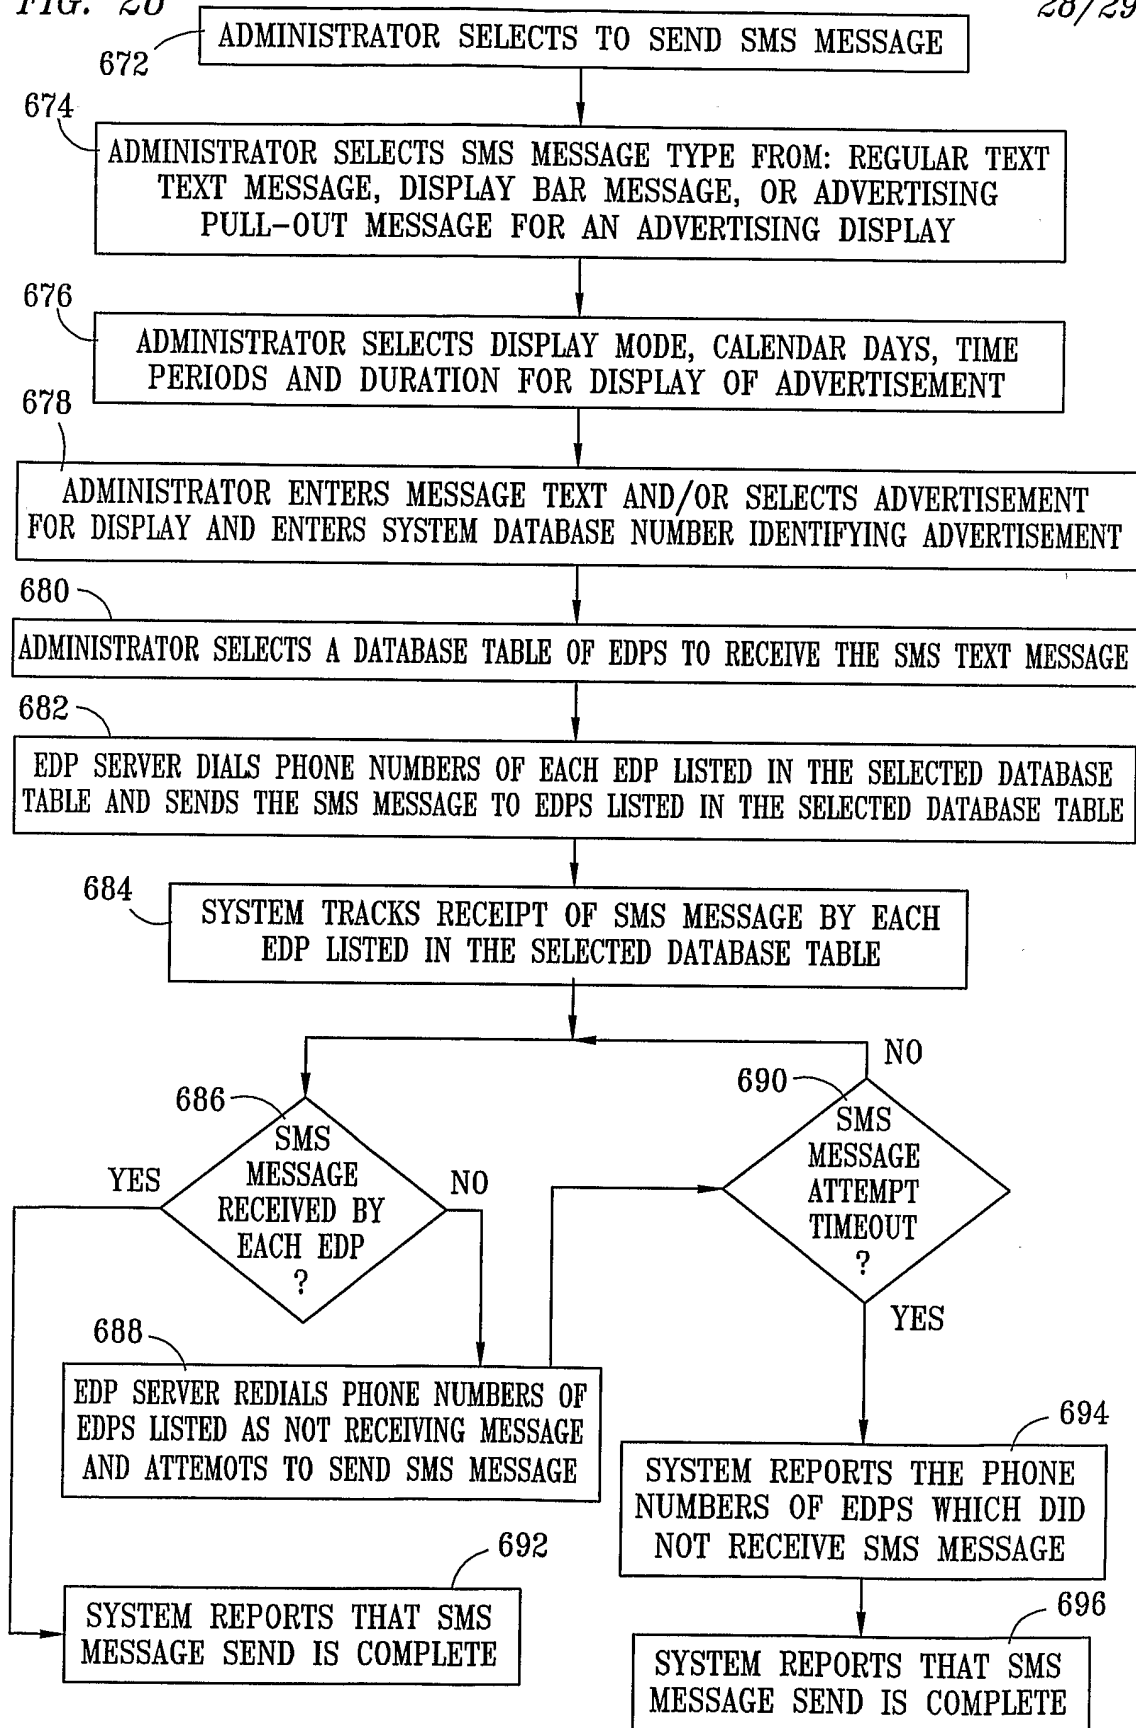 FIG. 28
28/29
672
ADMINISTRATOR SELECTS TO SEND SMS MESSAGE
674
ADMINISTRATOR SELECTS SMS MESSAGE TYPE FROM: REGULAR TEXT
TEXT MESSAGE, DISPLAY BAR MESSAGE, OR ADVERTISING
PULL-OUT MESSAGE FOR AN ADVERTISING DISPLAY
676
ADMINISTRATOR SELECTS DISPLAY MODE, CALENDAR DAYS, TIME
PERIODS AND DURATION FOR DISPLAY OF ADVERTISEMENT
678
ADMINISTRATOR ENTERS MESSAGE TEXT AND/OR SELECTS ADVERTISEMENT
FOR DISPLAY AND ENTERS SYSTEM DATABASE NUMBER IDENTIFYING ADVERTISEMENT
680
ADMINISTRATOR SELECTS A DATABASE TABLE OF EDPS TO RECEIVE THE SMS TEXT MESSAGE
682
EDP SERVER DIALS PHONE NUMBERS OF EACH EDP LISTED IN THE SELECTED DATABASE
TABLE AND SENDS THE SMS MESSAGE TO EDPS LISTED IN THE SELECTED DATABASE TABLE
684
SYSTEM TRACKS RECEIPT OF SMS MESSAGE BY EACH
EDP LISTED IN THE SELECTED DATABASE TABLE
686
SMS
MESSAGE
RECEIVED BY
EACH EDP
?
YES
NO
690
SMS
MESSAGE
ATTEMPT
TIMEOUT
?
NO
YES
688
EDP SERVER REDIALS PHONE NUMBERS OF
EDPS LISTED AS NOT RECEIVING MESSAGE
AND ATTEMOTS TO SEND SMS MESSAGE
694
SYSTEM REPORTS THE PHONE
NUMBERS OF EDPS WHICH DID
NOT RECEIVE SMS MESSAGE
692
SYSTEM REPORTS THAT SMS
MESSAGE SEND IS COMPLETE
696
SYSTEM REPORTS THAT SMS
MESSAGE SEND IS COMPLETE